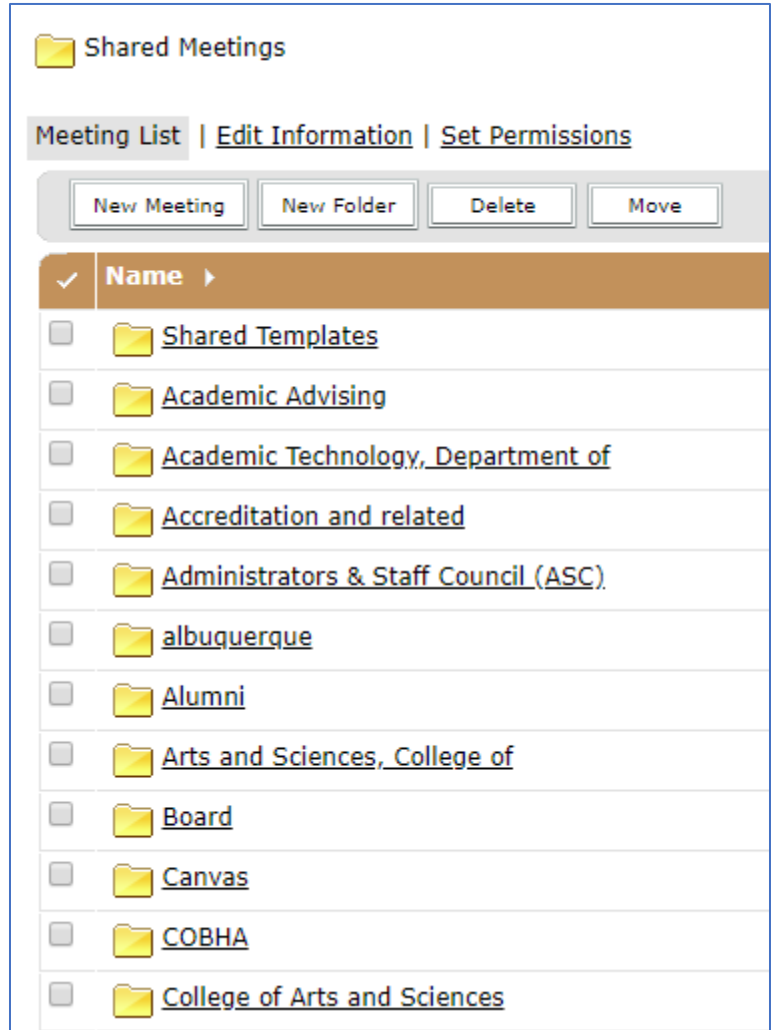 Shared Meetings
Meeting List | Edit Information | Set Permissions
New Meeting New Folder Delete Move
Name
Shared Templates
Academic Advising
Academic Technology, Department of
Accreditation and related
Administrators & Staff Council (ASC)
albuquerque
Alumni
Arts and Sciences, College of
Board
Canvas
COBHA
College of Arts and Sciences